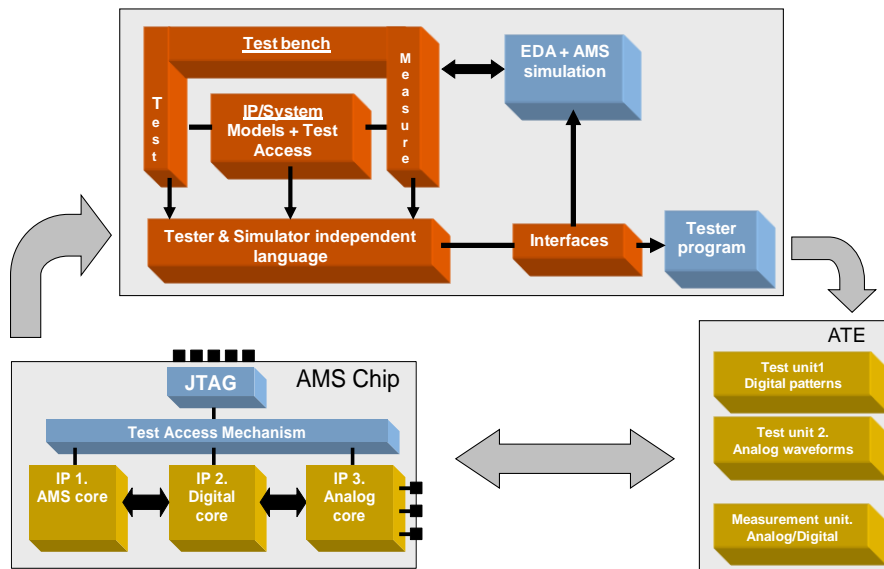 Test bench
Test
Measure
EDA + AMS
simulation
IP/System
Models + Test
Access
Tester & Simulator independent
language
Interfaces
Tester
program
ATE
Test unit1
Digital patterns
Test unit 2.
Analog waveforms
Measurement unit.
Analog/Digital
AMS Chip
JTAG
Test Access Mechanism
IP 1.
AMS core
IP 2.
Digital
core
IP 3.
Analog
core